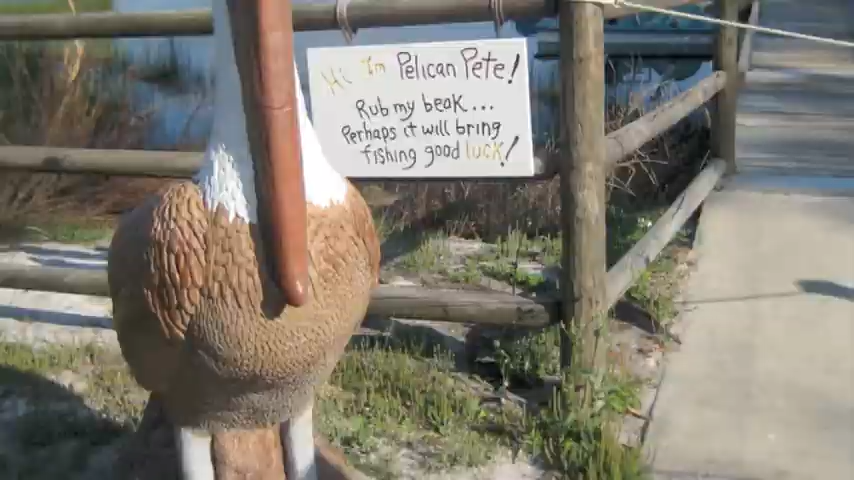 Hi I'm Pelican Pete!
Rub my beak...
Perhaps it will bring
fishing good luck!